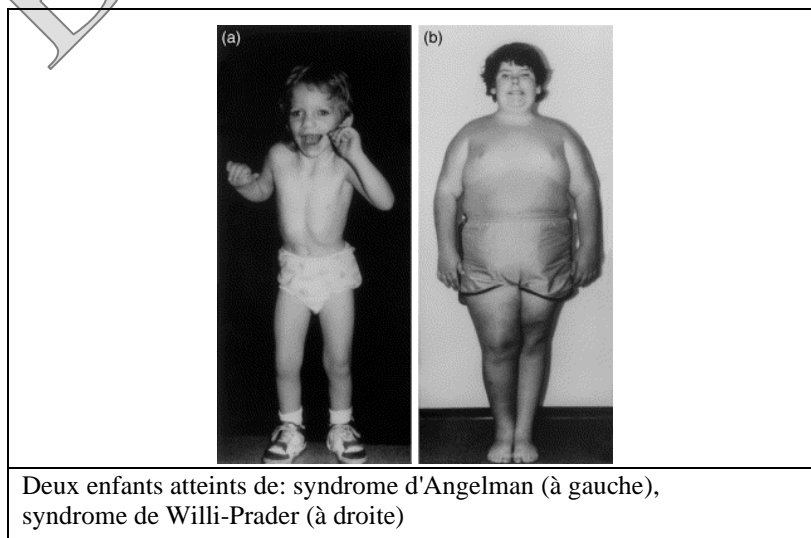 (a)
(b)
Deux enfants atteints de: syndrome d'Angelman (à gauche),
syndrome de Willi-Prader (à droite)